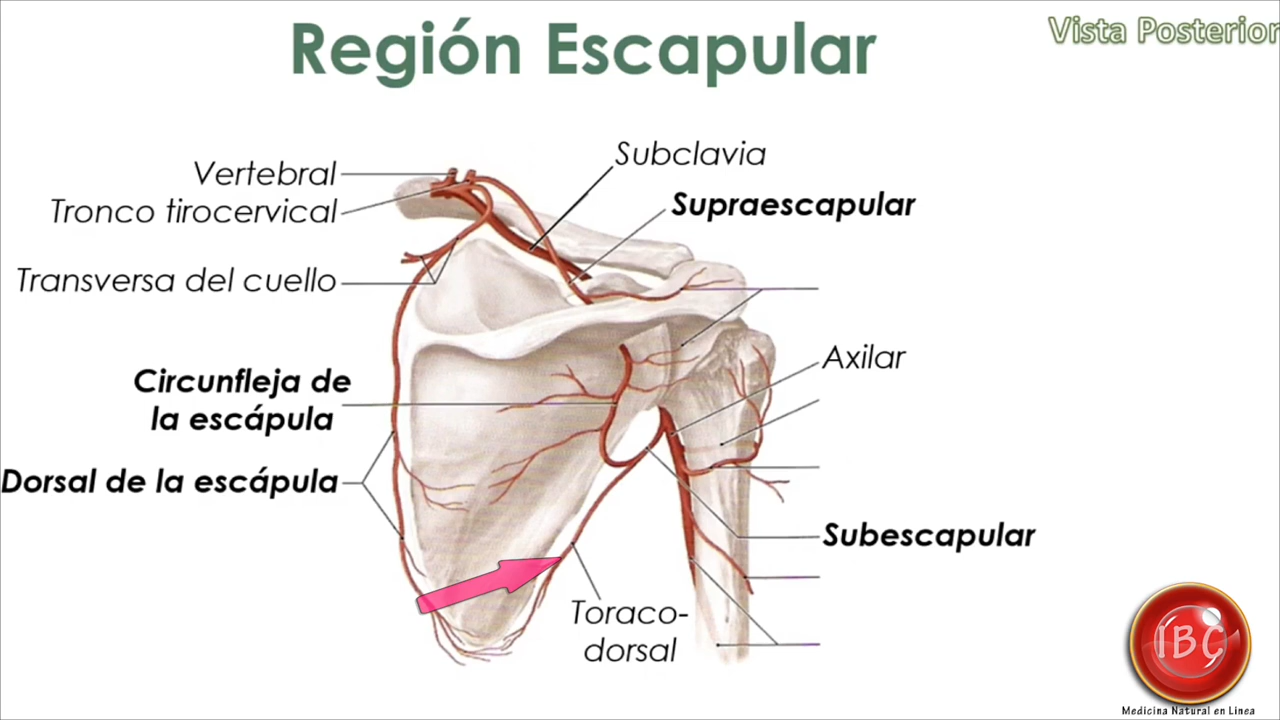 Región Escapular
Vista Posterior
Vertebral
Tronco tirocervical
Transversa del cuello
Circunfleja de
la escápula
Dorsal de la escápula
Subclavia
Supraescapular
Axilar
Subescapular
Toraco-
dorsal
IBC
Medicina Natural en Linea